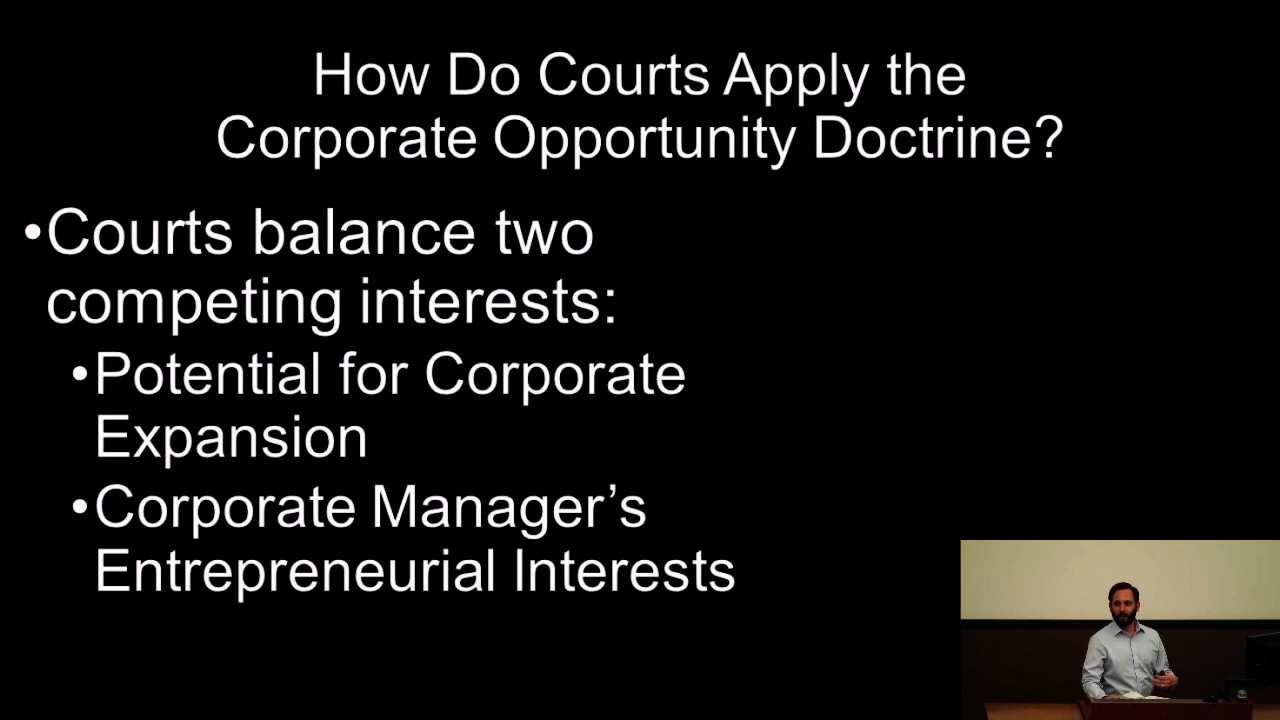 How Do Courts Apply the
Corporate Opportunity Doctrine?
•Courts balance two
competing interests:
•Potential for Corporate
Expansion
•Corporate Manager’s
Entrepreneurial Interests